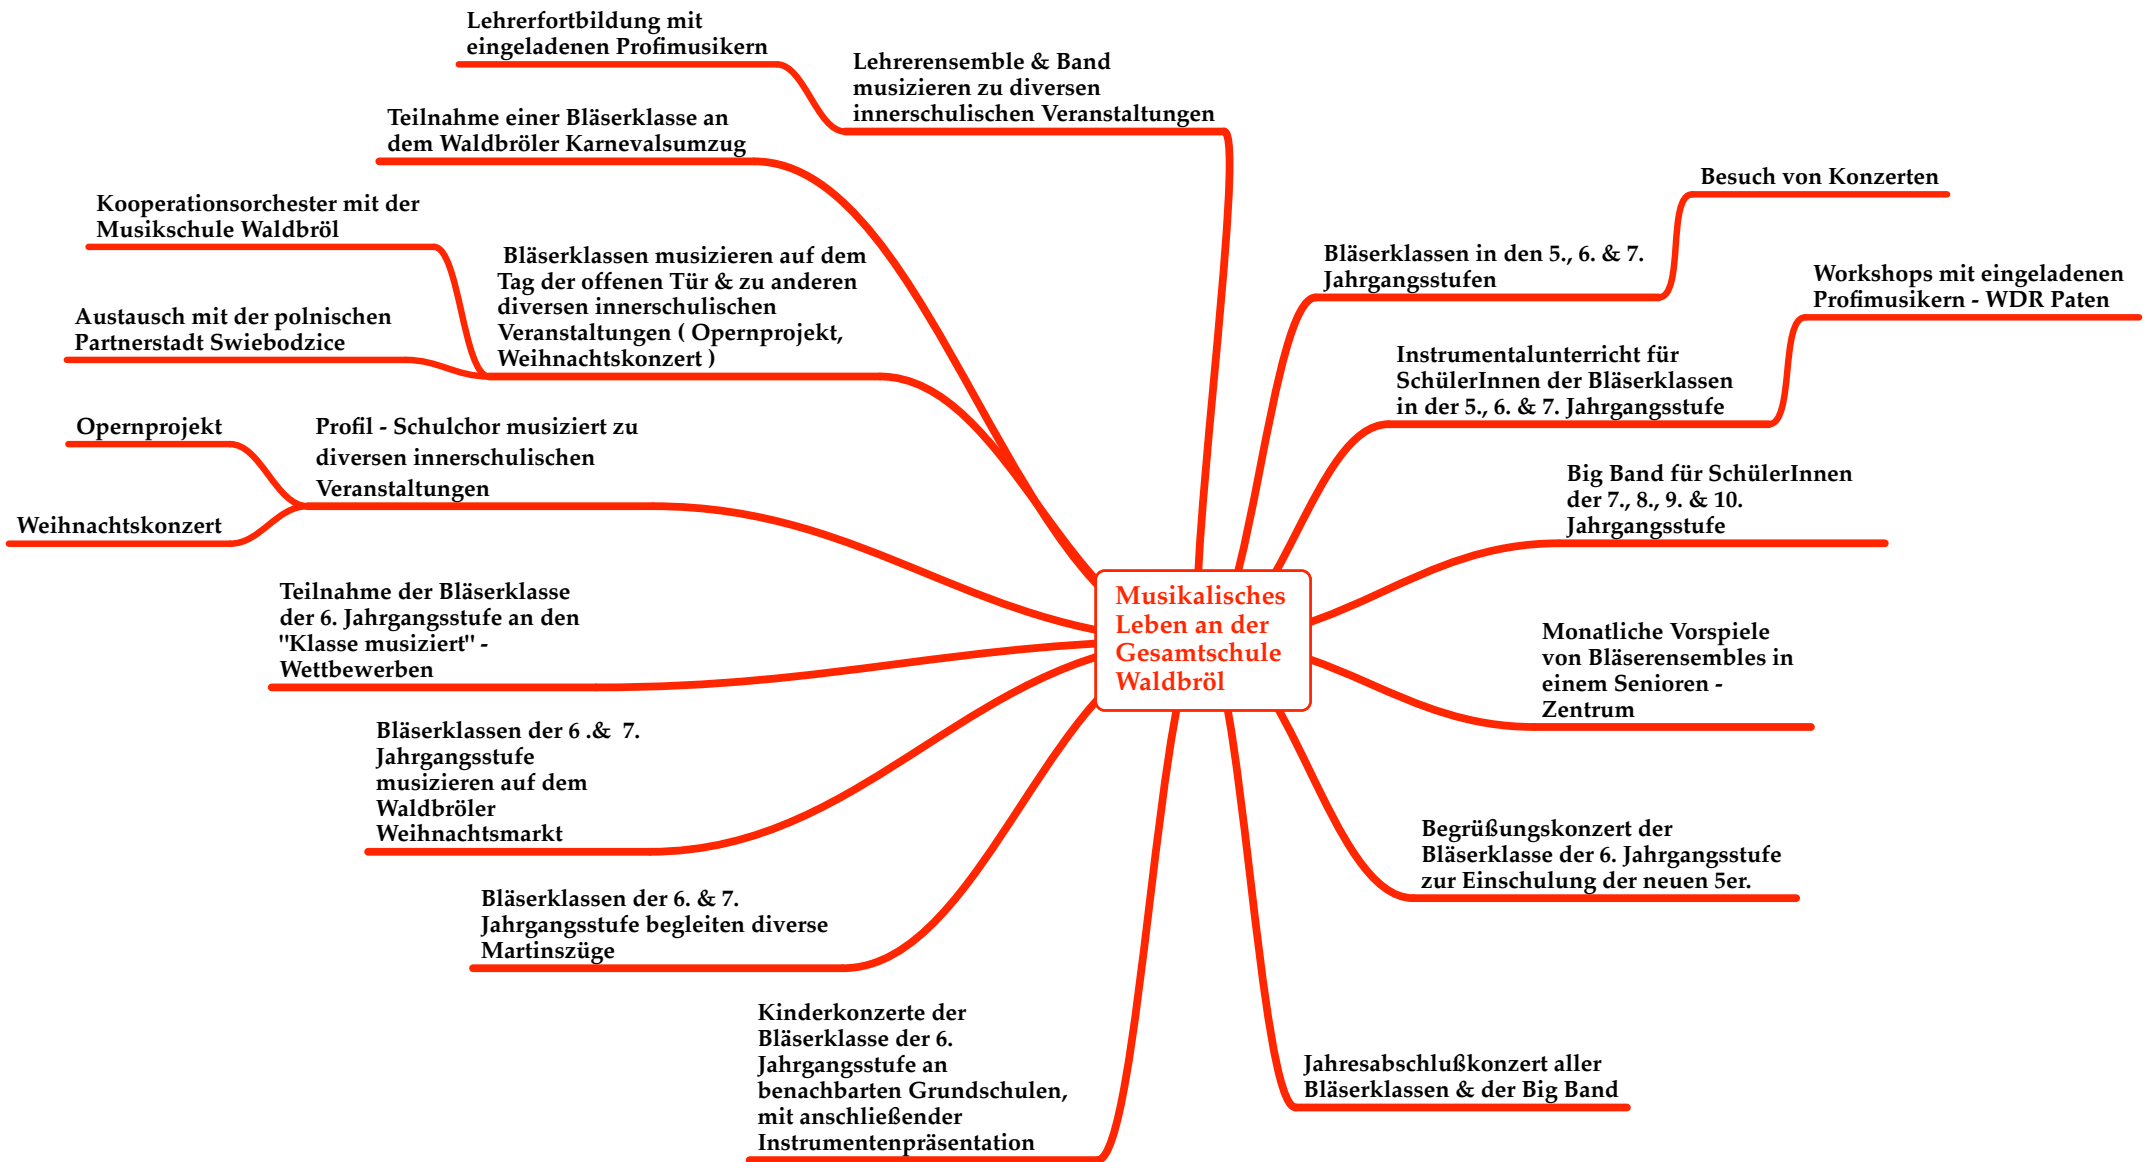 Lehrerfortbildung mit
eingeladenen Profimusikern
Lehrerensemble & Band
musizieren zu diversen
innerschulischen Veranstaltungen
Teilnahme einer Bläserklasse an
dem Waldbröler Karnevalsumzug
Kooperationsorchester mit der
Musikschule Waldbröl
Bläserklassen musizieren auf dem
Tag der offenen Tür & zu anderen
diversen innerschulischen
Veranstaltungen ( Opernprojekt,
Weihnachtskonzert )
Austausch mit der polnischen
Partnerstadt Swiebodzice
Opernprojekt
Profil - Schulchor musiziert zu
diversen innerschulischen
Veranstaltungen
Weihnachtskonzert
Teilnahme der Bläserklasse
der 6. Jahrgangsstufe an den
"Klasse musiziert" -
Wettbewerben
Bläserklassen der 6 .&  7.
Jahrgangsstufe
musizieren auf dem
Waldbröler
Weihnachtsmarkt
Bläserklassen der 6. & 7.
Jahrgangsstufe begleiten diverse
Martinszüge
Kinderkonzerte der
Bläserklasse der 6.
Jahrgangsstufe an
benachbarten Grundschulen,
mit anschließender
Instrumentenpräsentation
Musikalisches
Leben an der
Gesamtschule
Waldbröl
Besuch von Konzerten
Bläserklassen in den 5., 6. & 7.
Jahrgangsstufen
Workshops mit eingeladenen
Profimusikern - WDR Paten
Instrumentalunterricht für
SchülerInnen der Bläserklassen
in der 5., 6. & 7. Jahrgangsstufe
Big Band für SchülerInnen
der 7., 8., 9. & 10.
Jahrgangsstufe
Monatliche Vorspiele
von Bläserensembles in
einem Senioren -
Zentrum
Begrüßungskonzert der
Bläserklasse der 6. Jahrgangsstufe
zur Einschulung der neuen 5er.
Jahresabschlußkonzert aller
Bläserklassen & der Big Band